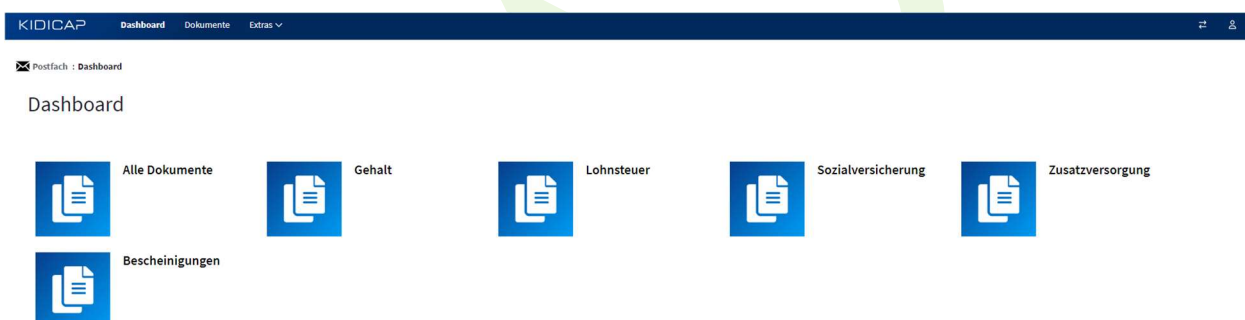 KIDICAP Dashboard Dokumente Extras
Postfach : Dashboard
Dashboard
Alle Dokumente Gehalt Lohnsteuer Sozialversicherung Zusatzversorgung
Bescheinigungen